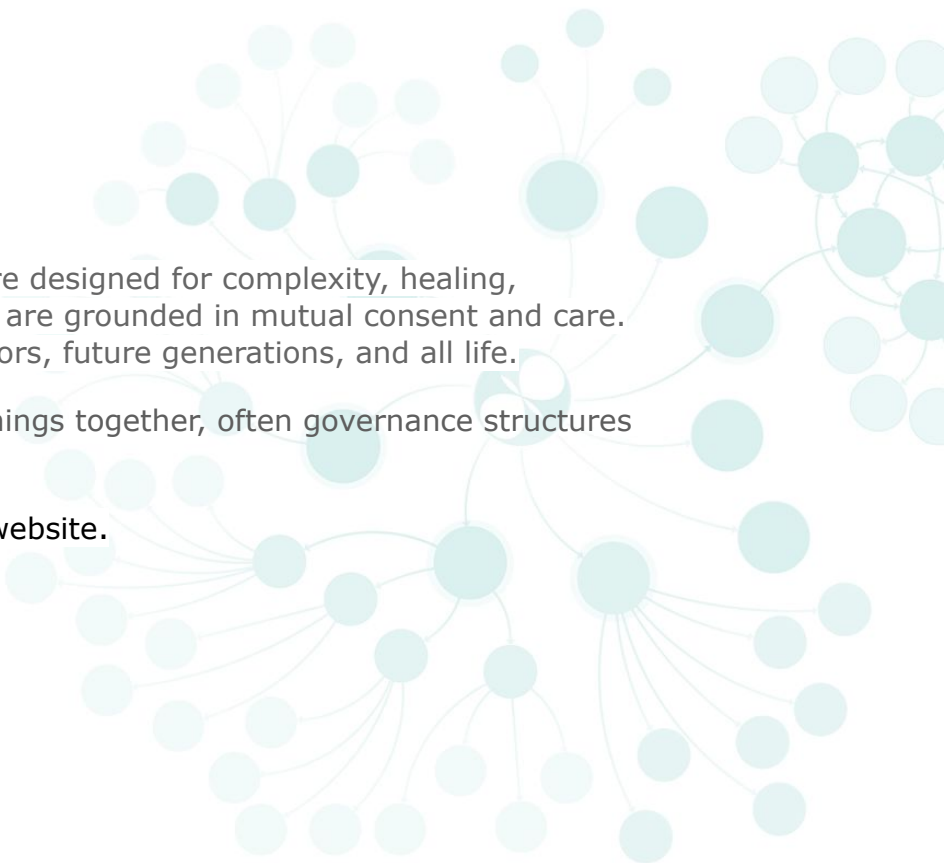 re designed for complexity, healing,
are grounded in mutual consent and care.
ors, future generations, and all life.
ings together, often governance structures
website.